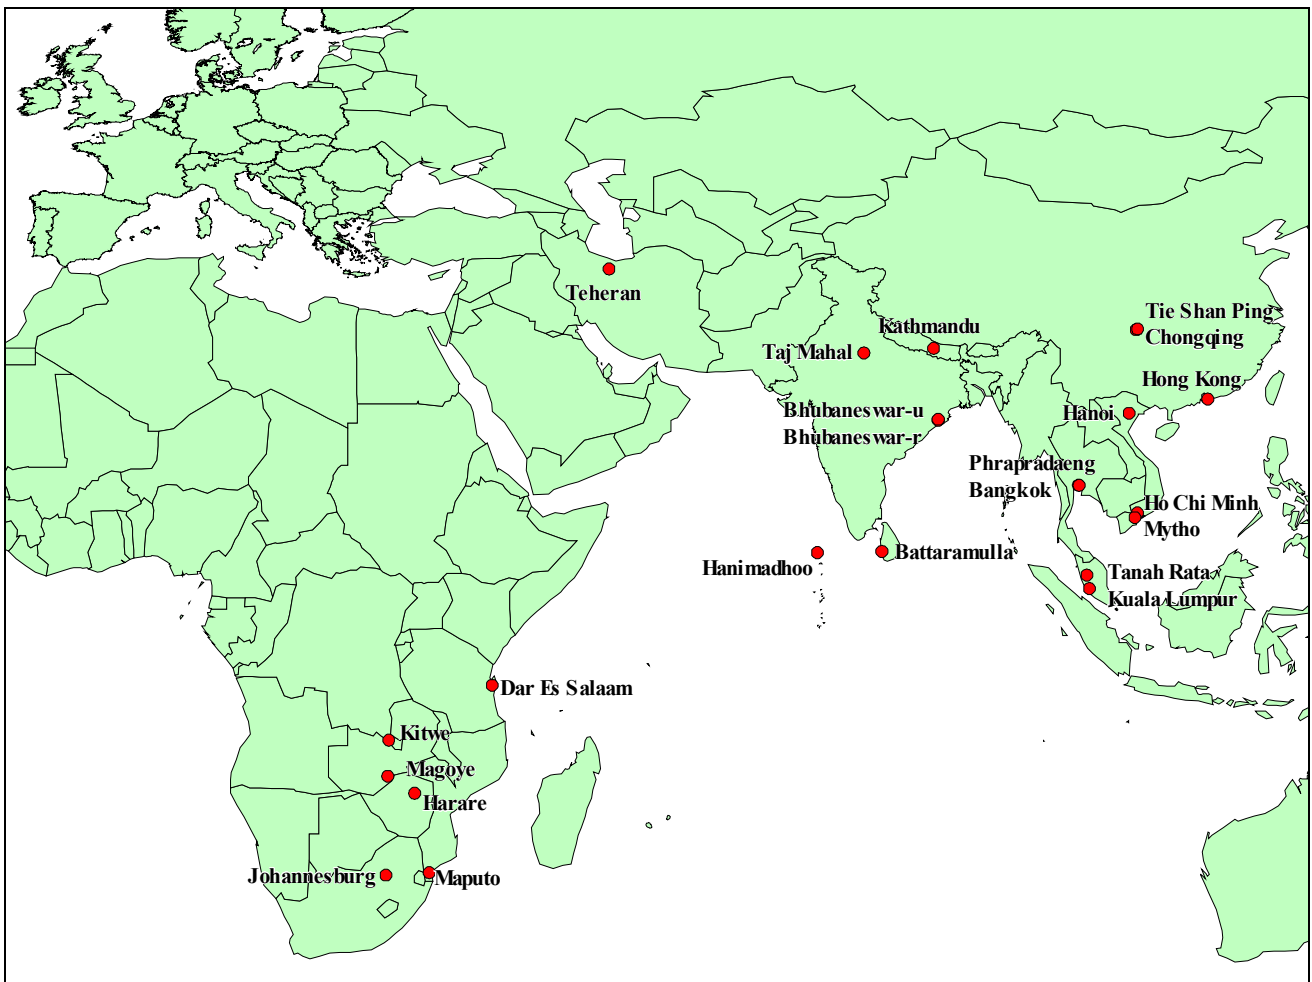 Teheran
Tie Shan Ping
Chongqing
Kathmandu
Taj Mahal
Hong Kong
Hanoi
Bhubaneswar-u
Bhubaneswar-r
Phrapradaeng
Bangkok
Ho Chi Minh
Mytho
Battaramulla
Hanimadhoo
Tanah Rata
Kuala Lumpur
Dar Es Salaam
Kitwe
Magoye
Harare
Johannesburg
Maputo